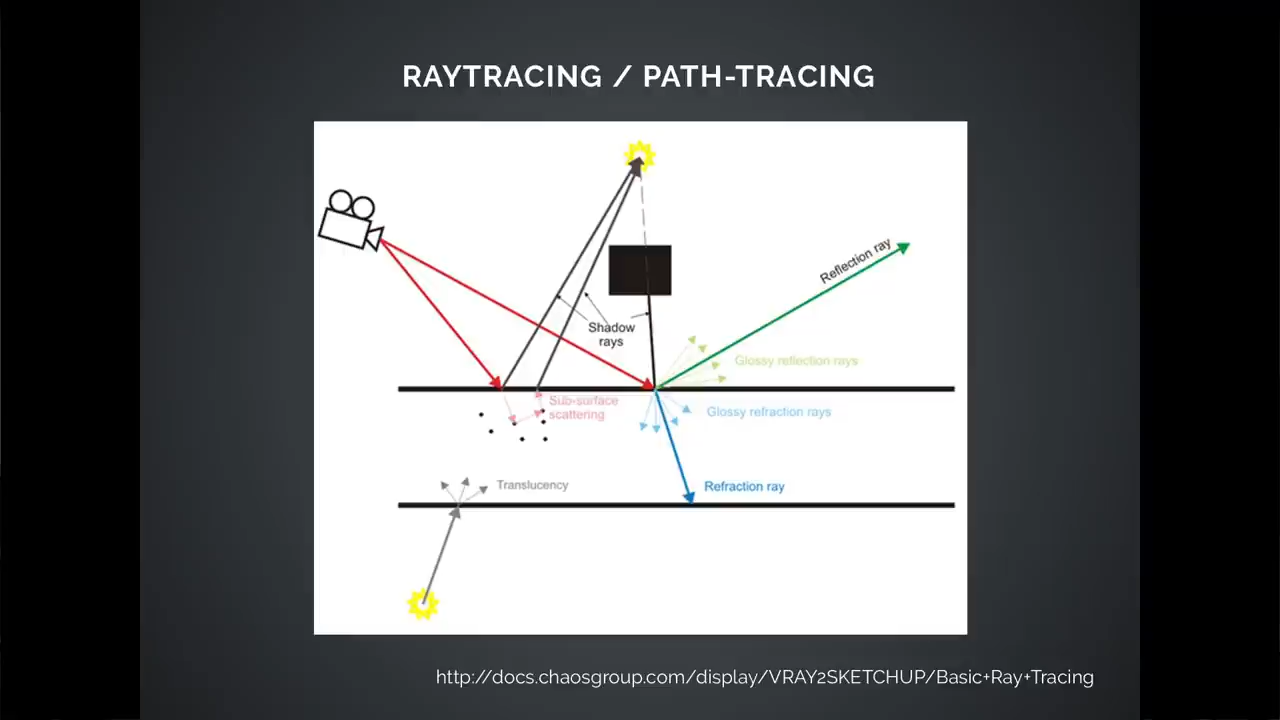 RAYTRACING / PATH-TRACING
Reflection ray
Shadow
rays
Glossy reflection rays
Sub-surface
scattering
Glossy refraction rays
Translucency
Refraction ray
http://docs.chaosgroup.com/display/VRAY2SKETCHUP/Basic+Ray+Tracing